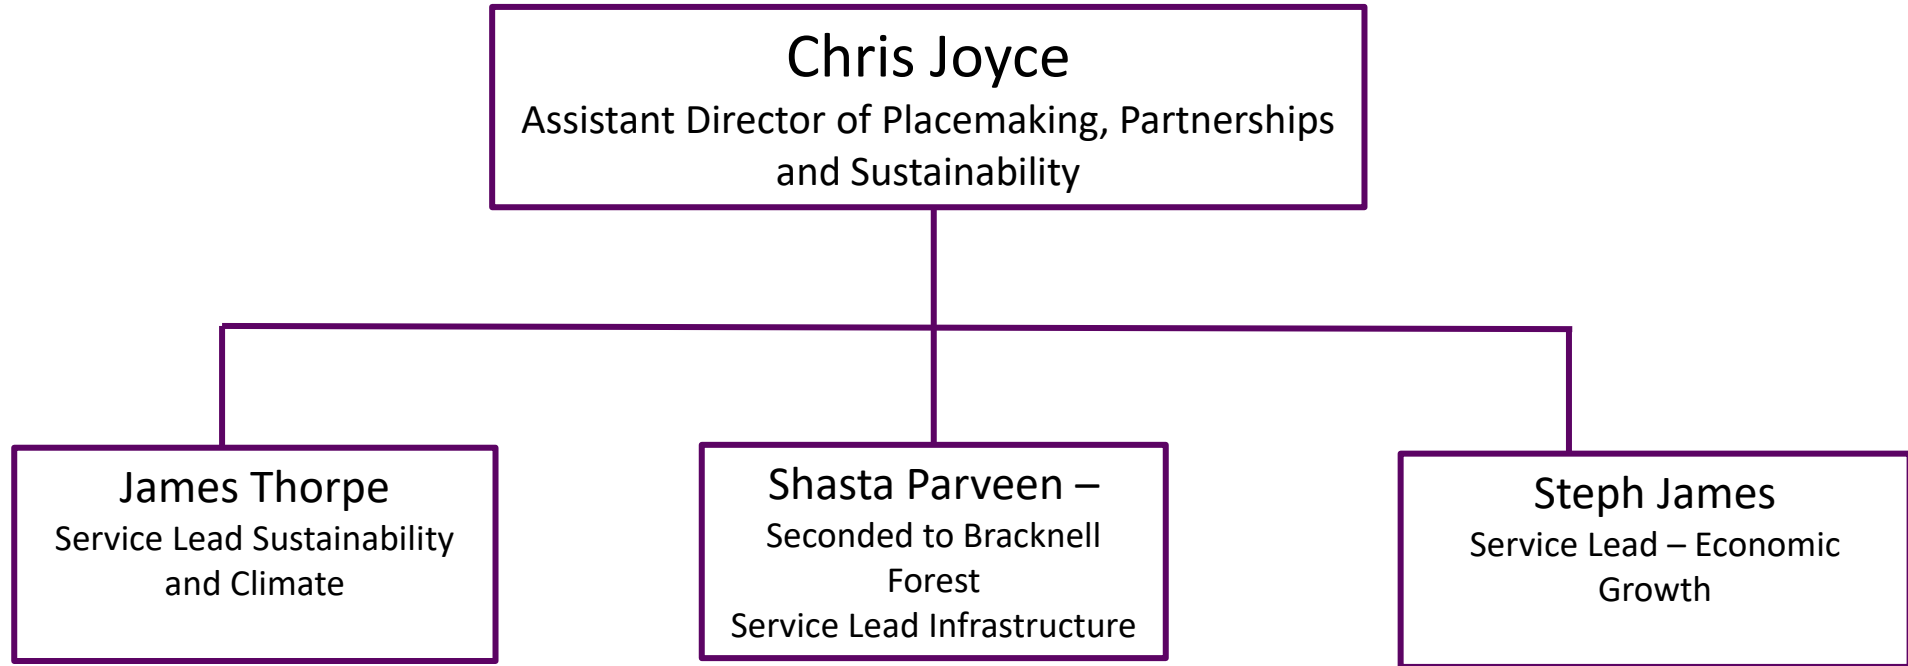 Chris Joyce
Assistant Director of Placemaking, Partnerships
and Sustainability
James Thorpe
Service Lead Sustainability
and Climate
Shasta Parveen –
Seconded to Bracknell
Forest
Service Lead Infrastructure
Steph James
Service Lead – Economic
Growth